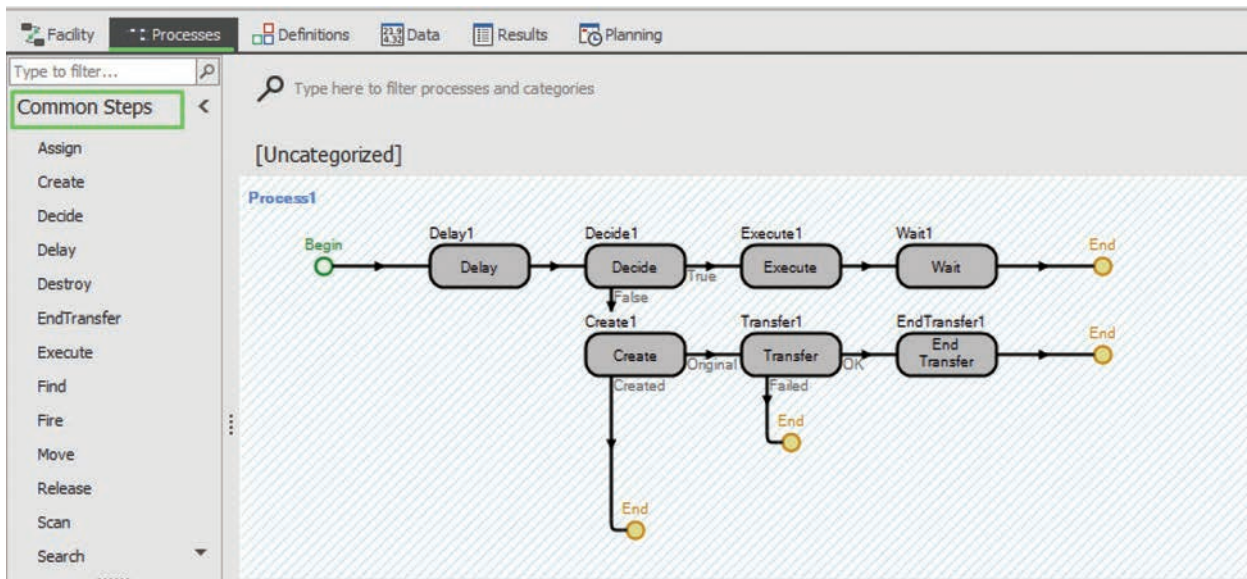 Facility Processes Definitions Data Results Planning
Type to filter...
Common Steps
Assign
Create
Decide
Delay
Destroy
EndTransfer
Execute
Find
Fire
Move
Release
Scan
Search
Type here to filter processes and categories
[Uncategorized]
Process1
Begin
Delay1 Decide1 Execute1 Wait1
End
Delay Decide Execute Wait
True
False
Create1 Transfer1 EndTransfer1
End
Create Transfer End
Transfer
Original OK
Created Failed
End
End